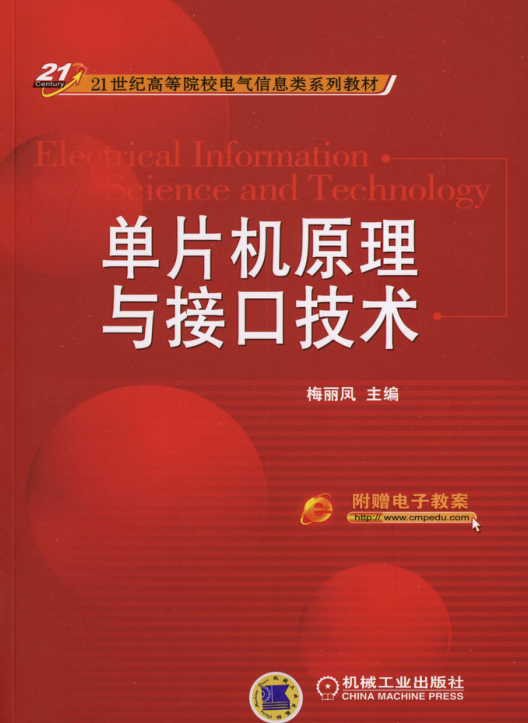 21
Century
21世纪高等院校电气信息类系列教材
Electrical Information
Science and Technology
单片机原理
与接口技术
梅丽凤 主编
附赠电子教案
http://www.cmpedu.com
机械工业出版社
CHINA MACHINE PRESS